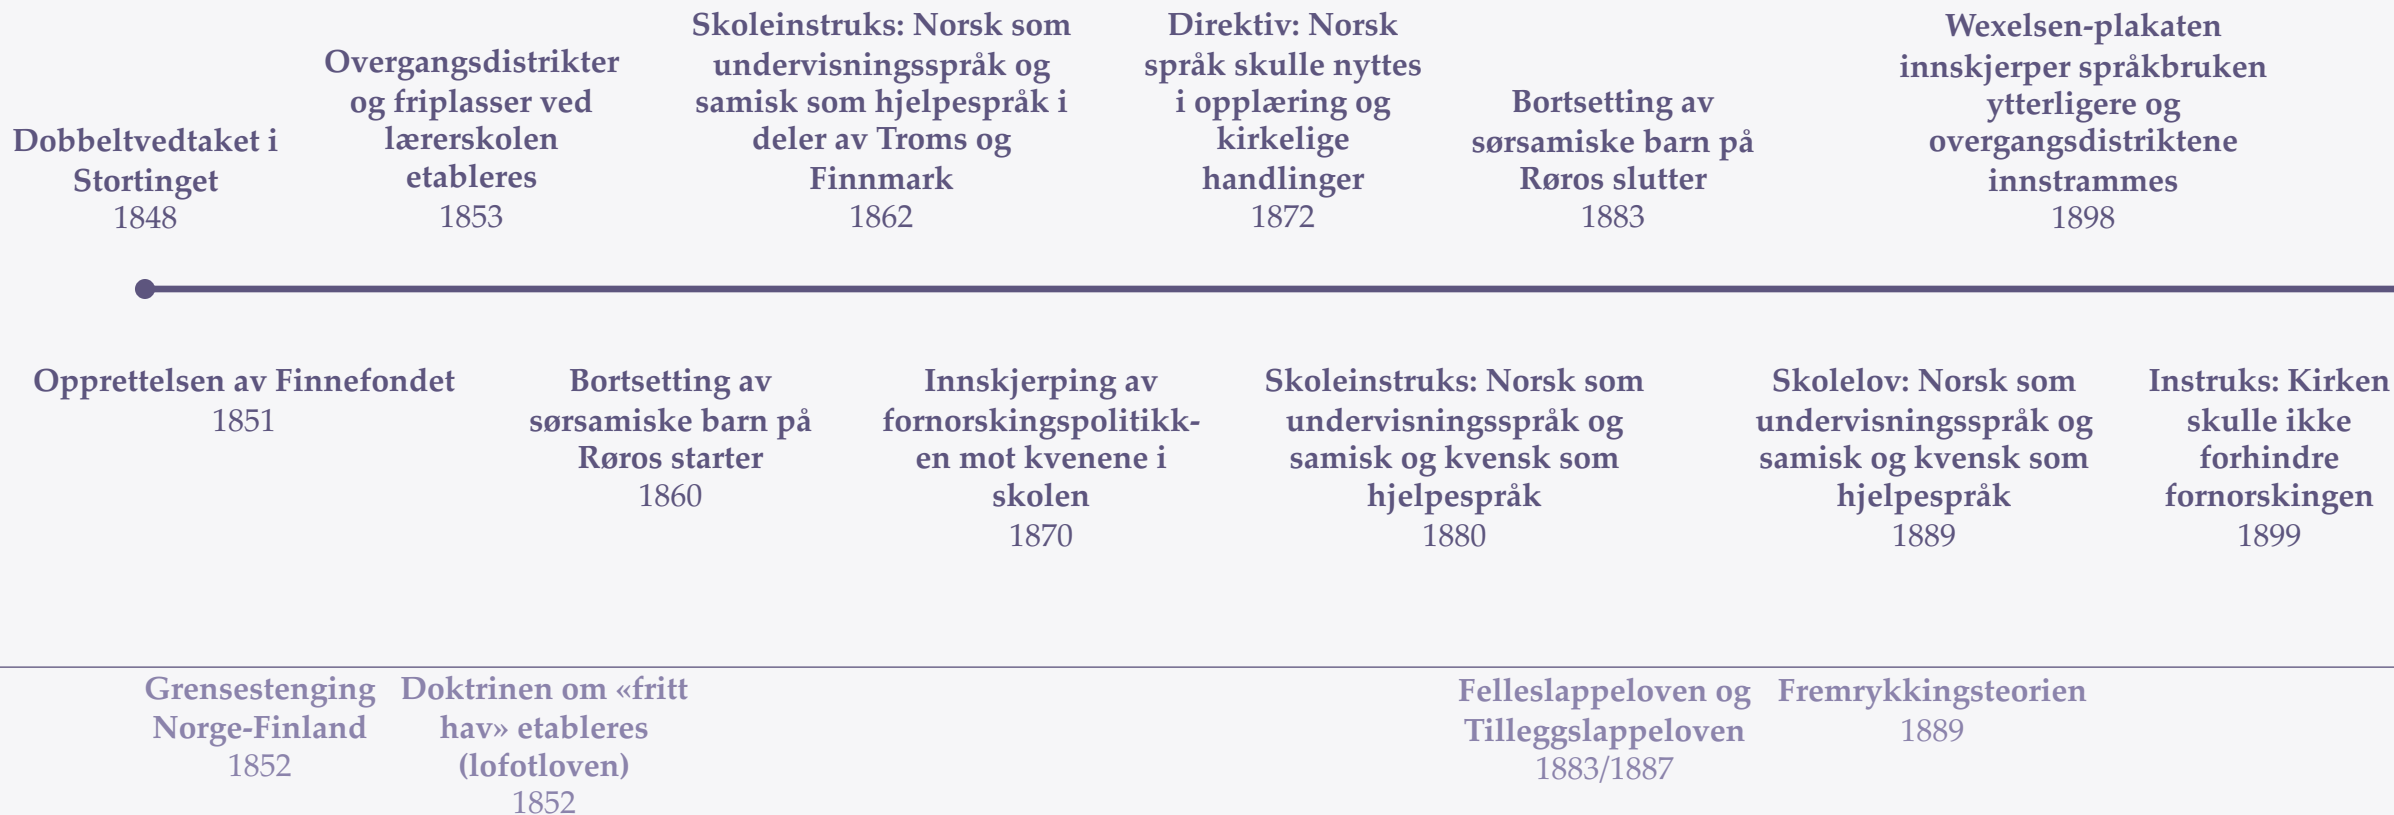 Dobbeltvedtaket i
Stortinget
1848
Overgangsdistrikter
og friplasser ved
lærerskolen
etableres
1853
Skoleinstruks: Norsk som
undervisningsspråk og
samisk som hjelpespråk i
deler av Troms og
Finnmark
1862
Direktiv: Norsk
språk skulle nyttes
i opplæring og
kirkelige
handlinger
1872
Bortsetting av
sørsamiske barn på
Røros slutter
1883
Wexelsen-plakaten
innskjerper språkbruken
ytterligere og
overgangsdistriktene
innstrammes
1898
Opprettelsen av Finnefondet
1851
Bortsetting av
sørsamiske barn på
Røros starter
1860
Innskjerping av
fornorskingspolitikk-
en mot kvenene i
skolen
1870
Skoleinstruks: Norsk som
undervisningsspråk og
samisk og kvensk som
hjelpespråk
1880
Skolelov: Norsk som
undervisningsspråk og
samisk og kvensk som
hjelpespråk
1889
Instruks: Kirken
skulle ikke
forhindre
fornorskingen
1899
Grensestenging
Norge-Finland
1852
Doktrinen om «fritt
hav» etableres
(lofotloven)
1852
Felleslappeloven og
Tilleggslappeloven
1883/1887
Fremrykkingsteorien
1889